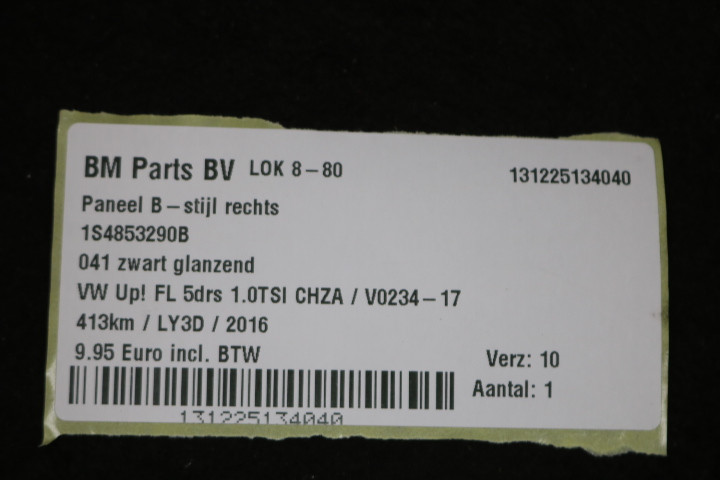 BM Parts BV LOK 8-80 131225134040
Paneel B-stijl rechts
1S4853290B
041 zwart glanzend
VW Up! FL 5drs 1.0TSI CHZA / V0234-17
413km / LY3D / 2016
9.95 Euro incl. BTW Verz: 10
Aantal: 1
131225134040